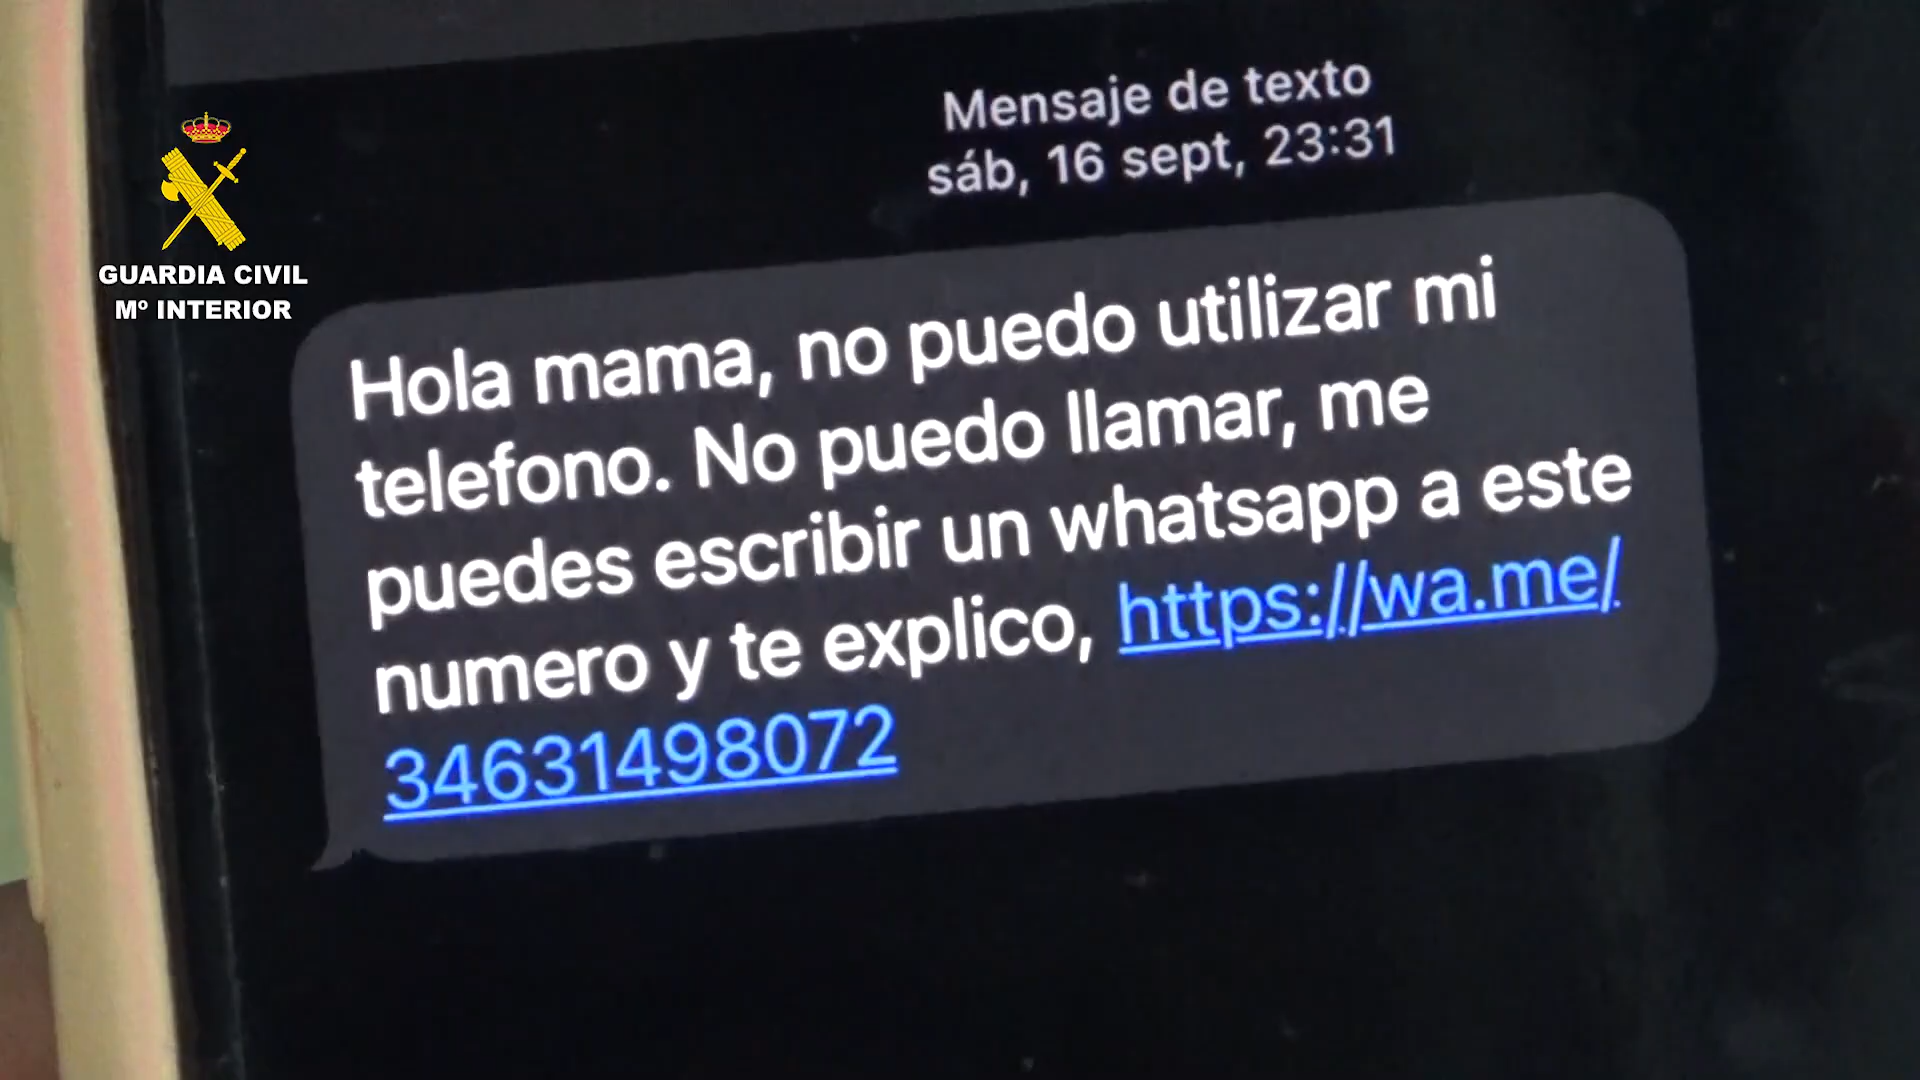 Mensaje de texto
sáb, 16 sept, 23:31
GUARDIA CIVIL
Mº INTERIOR
Hola mama, no puedo utilizar mi
telefono. No puedo llamar, me
puedes escribir un whatsapp a este
numero y te explico, https://wa.me/
34631498072